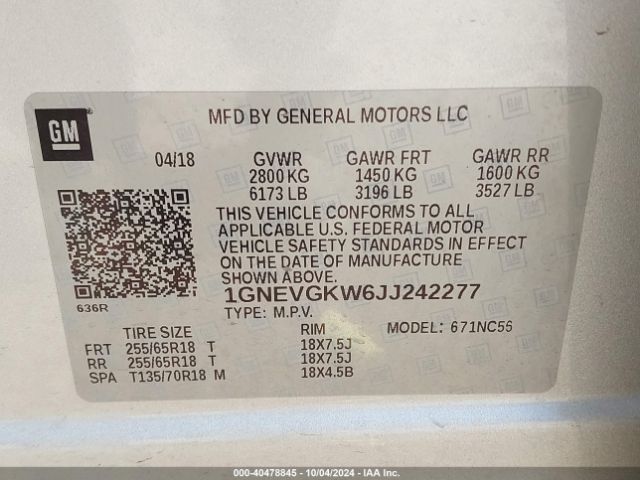 GM
MFD BY GENERAL MOTORS LLC
04/18 GVWR GAWR FRT GAWR RR
2800 KG 1450 KG 1600 KG
6173 LB 3196 LB 3527 LB
THIS VEHICLE CONFORMS TO ALL
APPLICABLE U.S. FEDERAL MOTOR
VEHICLE SAFETY STANDARDS IN EFFECT
ON THE DATE OF MANUFACTURE
SHOWN ABOVE.
636R
1GNEVGKW6JJ242277
TYPE: M.P.V.
MODEL: 671NC56
TIRE SIZE RIM
FRT 255/65R18 T 18X7.5J
RR 255/65R18 T 18X7.5J
SPA T135/70R18 M 18X4.5B
000-40478845 - 10/04/2024 - IAA Inc.